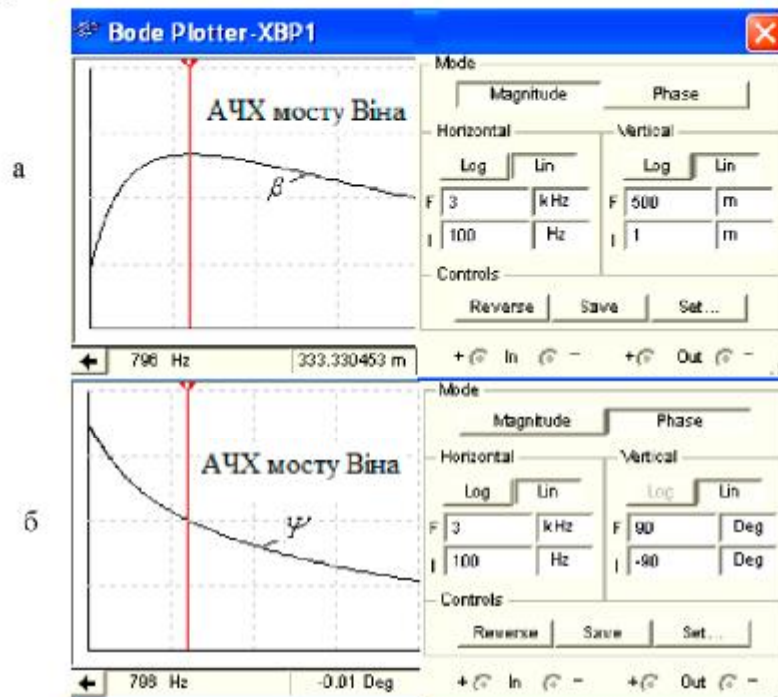 Bode Plotter-XBP1
а
АЧХ мосту Віна
β
Mode
Magnitude Phase
Horizontal Vertical
Log Lin Log Lin
F 3 kHz F 500 m
I 100 Hz I 1 m
Controls
Reverse Save Set...
796 Hz 333.330453 m + In - + Out -
б
АЧХ мосту Віна
Ψ
Mode
Magnitude Phase
Horizontal Vertical
Log Lin Log Lin
F 3 kHz F 90 Deg
I 100 Hz I -90 Deg
Controls
Reverse Save Set...
796 Hz -0.01 Deg + In - + Out -